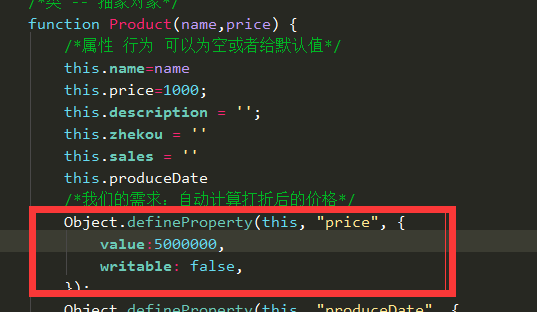 /*类 -- 抽象对象*/
function Product(name,price) {
/*属性 行为 可以为空或者给默认值*/
this.name=name
this.price=1000;
this.description = '';
this.zhekou = ''
this.sales = ''
this.produceDate
/*我们的需求：自动计算打折后的价格*/
Object.defineProperty(this, "price", {
value:5000000,
writable: false,
});
Object.defineProperty(this, "produceDate", {